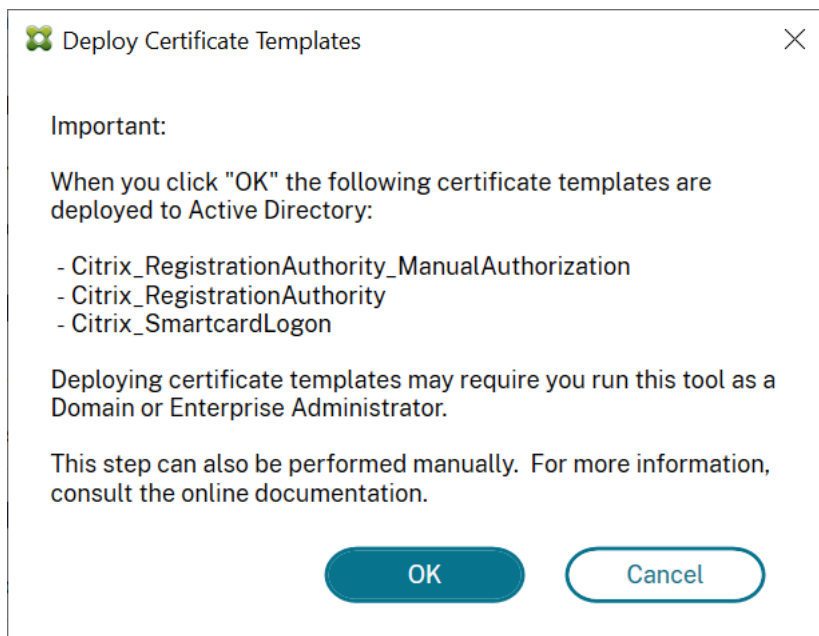 Deploy Certificate Templates
Important:
When you click "OK" the following certificate templates are
deployed to Active Directory:
- Citrix_RegistrationAuthority_ManualAuthorization
- Citrix_RegistrationAuthority
- Citrix_SmartcardLogon
Deploying certificate templates may require you run this tool as a
Domain or Enterprise Administrator.
This step can also be performed manually.  For more information,
consult the online documentation.
OK
Cancel